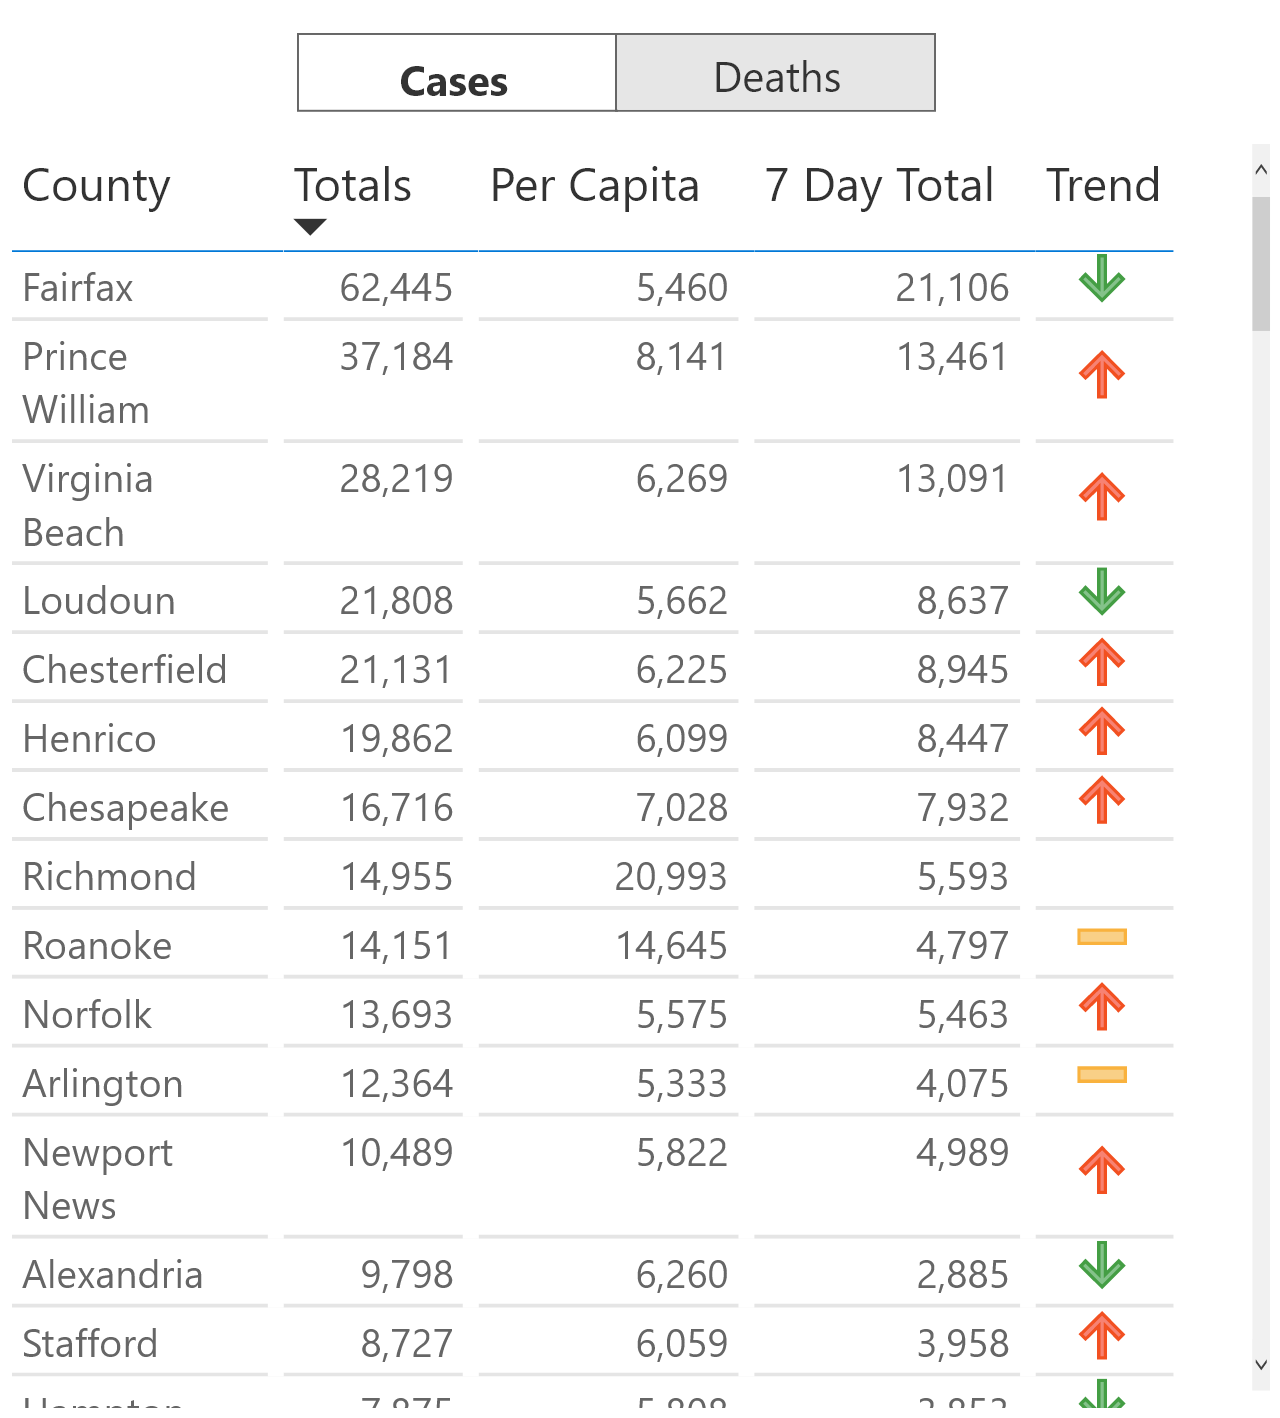 Cases Deaths
County Totals Per Capita 7 Day Total Trend
Fairfax 62,445 5,460 21,106
Prince 37,184 8,141 13,461
William
Virginia 28,219 6,269 13,091
Beach
Loudoun 21,808 5,662 8,637
Chesterfield 21,131 6,225 8,945
Henrico 19,862 6,099 8,447
Chesapeake 16,716 7,028 7,932
Richmond 14,955 20,993 5,593
Roanoke 14,151 14,645 4,797
Norfolk 13,693 5,575 5,463
Arlington 12,364 5,333 4,075
Newport 10,489 5,822 4,989
News
Alexandria 9,798 6,260 2,885
Stafford 8,727 6,059 3,958